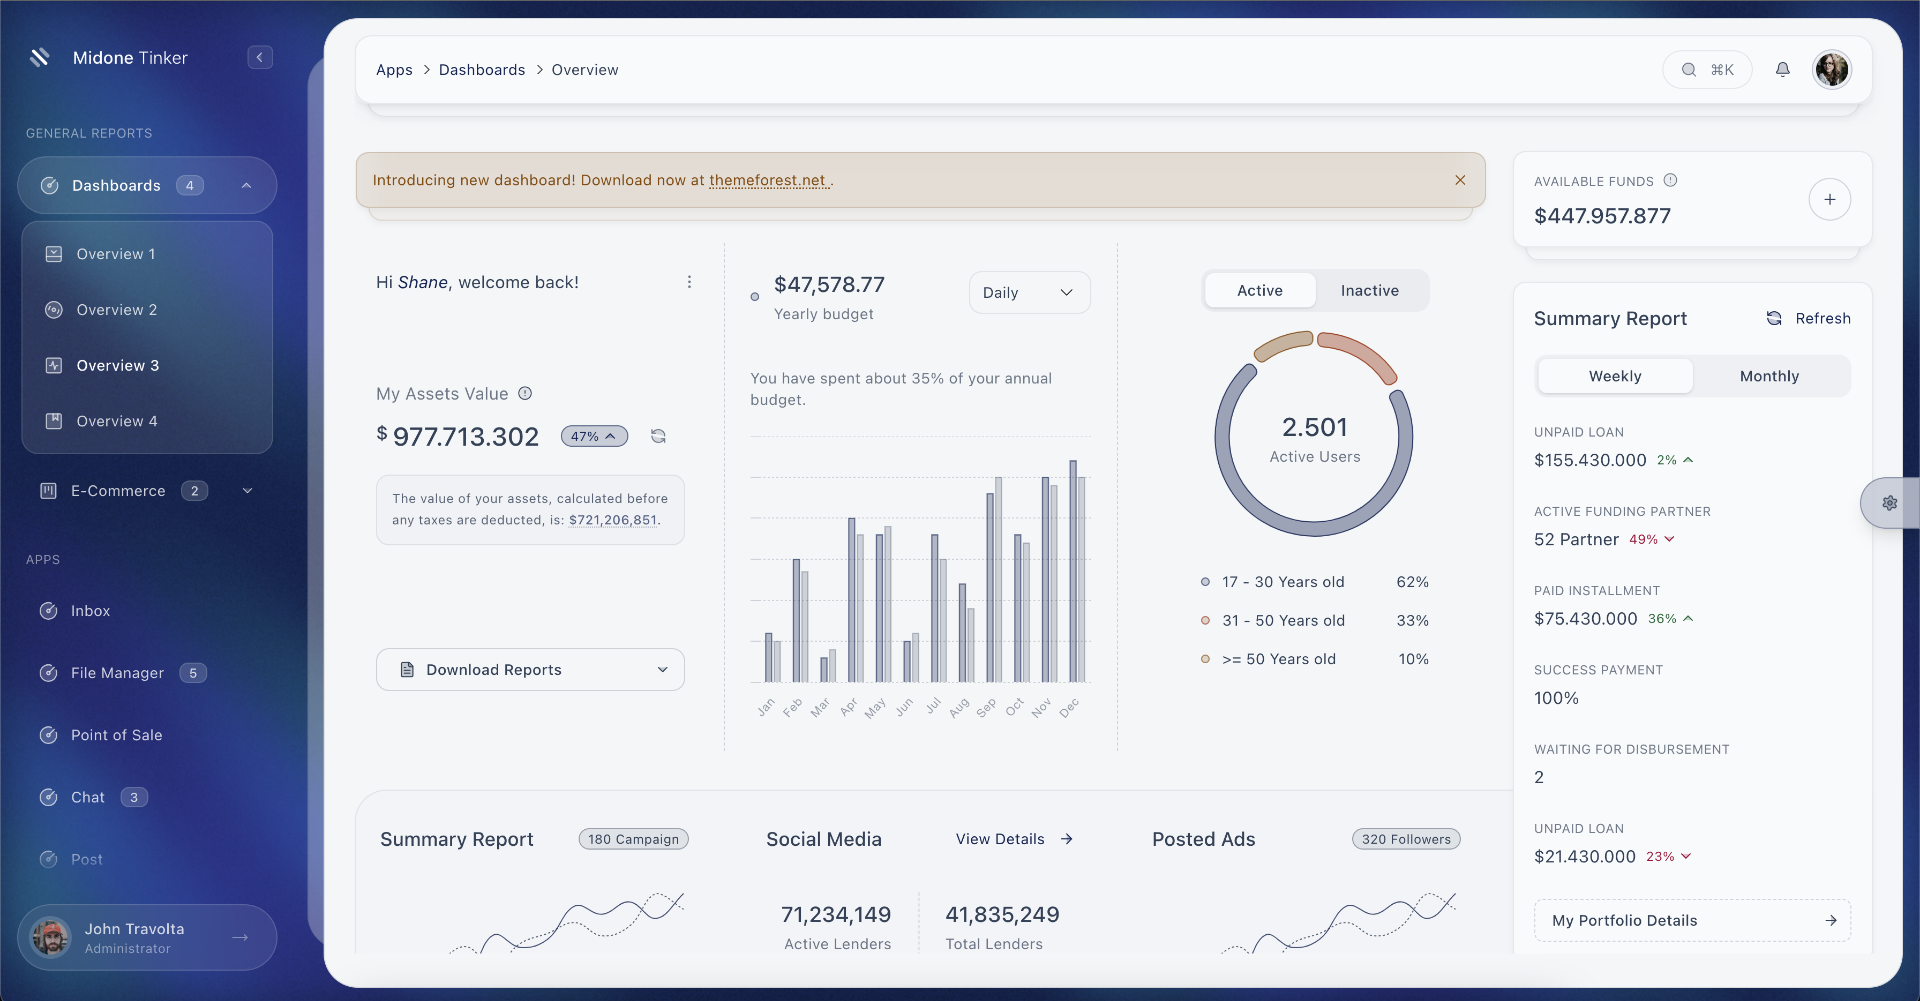 Midone Tinker
GENERAL REPORTS
Dashboards 4
Overview 1
Overview 2
Overview 3
Overview 4
E-Commerce 2
APPS
Inbox
File Manager 5
Point of Sale
Chat 3
Post
John Travolta
Administrator
Apps > Dashboards > Overview
⌘K
Introducing new dashboard! Download now at themeforest.net .
Hi Shane, welcome back!
My Assets Value
$ 977.713.302 47%
The value of your assets, calculated before
any taxes are deducted, is: $721,206,851.
Download Reports
$47,578.77
Yearly budget
Daily
You have spent about 35% of your annual
budget.
Jan Feb Mar Apr May Jun Jul Aug Sep Oct Nov Dec
Active Inactive
2.501
Active Users
17 - 30 Years old 62%
31 - 50 Years old 33%
>= 50 Years old 10%
AVAILABLE FUNDS
$447.957.877
Summary Report Refresh
Weekly Monthly
UNPAID LOAN
$155.430.000 2%
ACTIVE FUNDING PARTNER
52 Partner 49%
PAID INSTALLMENT
$75.430.000 36%
SUCCESS PAYMENT
100%
WAITING FOR DISBURSEMENT
2
UNPAID LOAN
$21.430.000 23%
My Portfolio Details
Summary Report 180 Campaign
Social Media View Details
71,234,149
Active Lenders
41,835,249
Total Lenders
Posted Ads 320 Followers